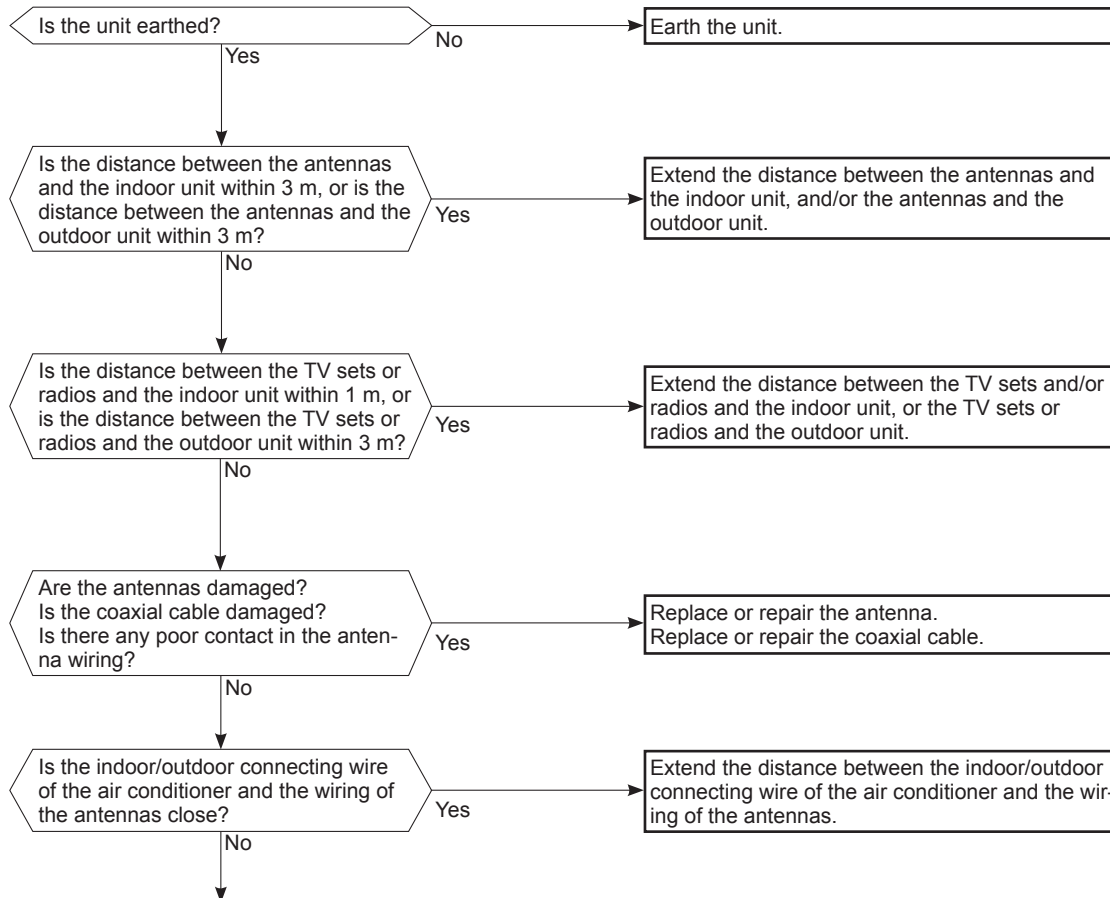 Is the unit earthed?
No
Earth the unit.
Yes
Is the distance between the antennas
and the indoor unit within 3 m, or is the
distance between the antennas and the
outdoor unit within 3 m?
Yes
Extend the distance between the antennas and
the indoor unit, and/or the antennas and the
outdoor unit.
No
Is the distance between the TV sets or
radios and the indoor unit within 1 m, or
is the distance between the TV sets or
radios and the outdoor unit within 3 m?
Yes
Extend the distance between the TV sets and/or
radios and the indoor unit, or the TV sets or
radios and the outdoor unit.
No
Are the antennas damaged?
Is the coaxial cable damaged?
Is there any poor contact in the anten-
na wiring?
Yes
Replace or repair the antenna.
Replace or repair the coaxial cable.
No
Is the indoor/outdoor connecting wire
of the air conditioner and the wiring of
the antennas close?
Yes
Extend the distance between the indoor/outdoor
connecting wire of the air conditioner and the wir-
ing of the antennas.
No